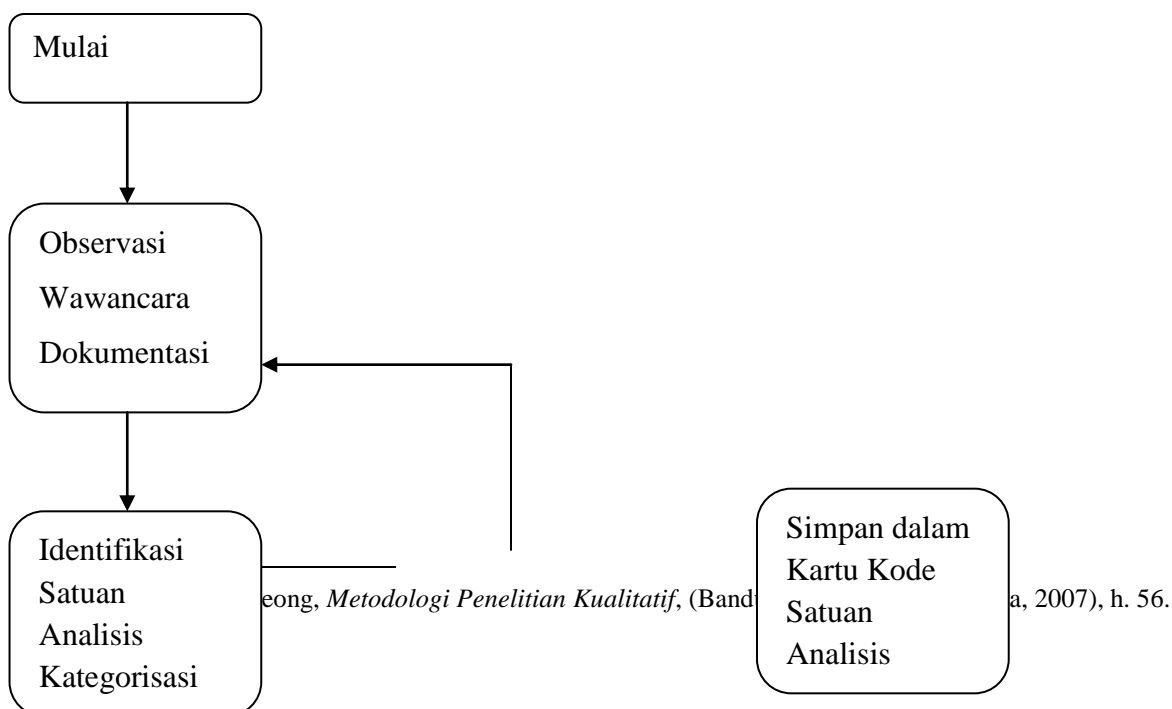 Mulai
Observasi
Wawancara
Dokumentasi
Identifikasi
Satuan
Analisis
Kategorisasi
Simpan dalam
Kartu Kode
Satuan
Analisis
eong, Metodologi Penelitian Kualitatif, (Band a, 2007), h. 56.